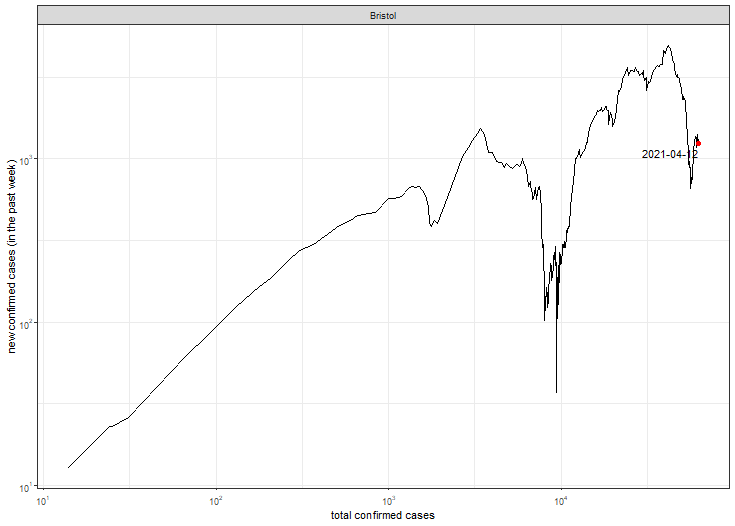 Bristol
new confirmed cases (in the past week)
10³
10²
10¹
2021-04-12
10¹
10²
10³
10⁴
total confirmed cases